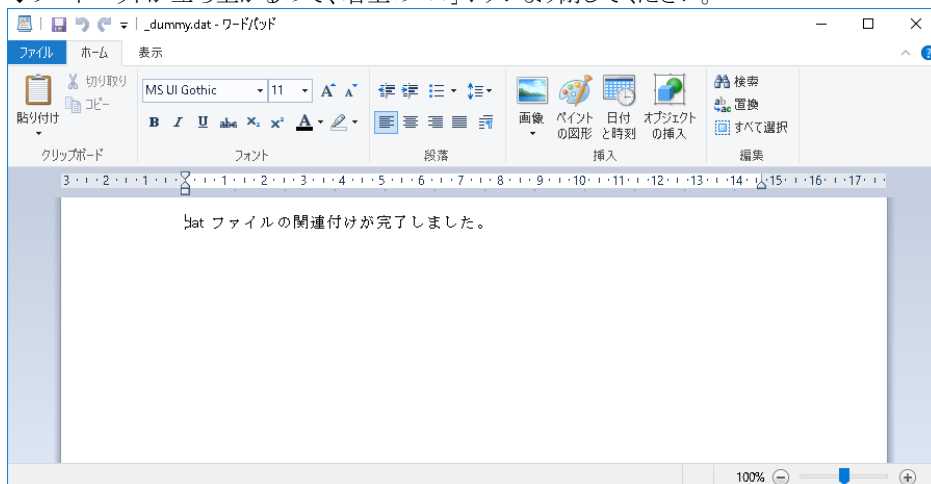 _dummy.dat - ワードパッド
ファイル ホーム 表示
貼り付け
切り取り
コピー
クリップボード
MS UI Gothic 11
フォント
段落
画像
ペイントの図形
日付と時刻
オブジェクトの挿入
挿入
検索
置換
すべて選択
編集
3 2 1 1 2 3 4 5 6 7 8 9 10 11 12 13 14 15 16 17
dat ファイルの関連付けが完了しました。
100%